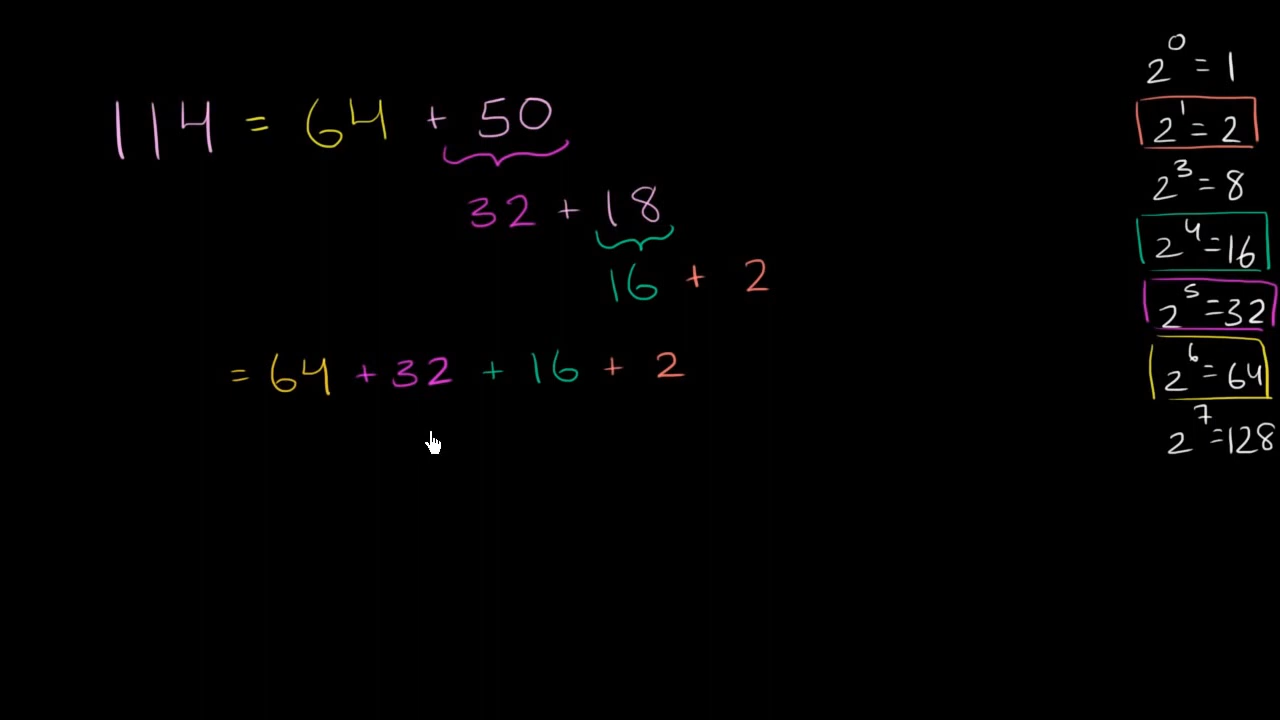 114 = 64 + 50
32 + 18
16 + 2
= 64 + 32 + 16 + 2
2⁰ = 1
2¹ = 2
2³ = 8
2⁴ = 16
2⁵ = 32
2⁶ = 64
2⁷ = 128